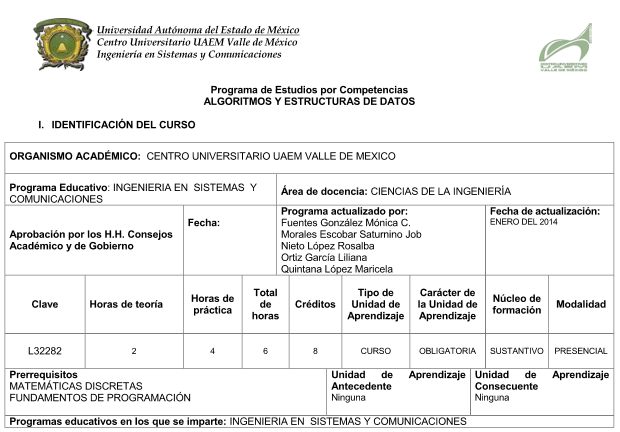 Universidad Autónoma del Estado de México
Centro Universitario UAEM Valle de México
Ingeniería en Sistemas y Comunicaciones
VALLE DE MÉXICO
Programa de Estudios por Competencias
ALGORITMOS Y ESTRUCTURAS DE DATOS
I. IDENTIFICACIÓN DEL CURSO
ORGANISMO ACADÉMICO: CENTRO UNIVERSITARIO UAEM VALLE DE MEXICO
Programa Educativo: INGENIERIA EN SISTEMAS Y
COMUNICACIONES
Área de docencia: CIENCIAS DE LA INGENIERÍA
Aprobación por los H.H. Consejos
Académico y de Gobierno
Fecha:
Programa actualizado por:
Fuentes González Mónica C.
Morales Escobar Saturnino Job
Nieto López Rosalba
Ortiz García Liliana
Quintana López Maricela
Fecha de actualización:
ENERO DEL 2014
Clave
Horas de teoría
Horas de
práctica
Total
de
horas
Créditos
Tipo de
Unidad de
Aprendizaje
Carácter de
la Unidad de
Aprendizaje
Núcleo de
formación
Modalidad
L32282
2
4
6
8
CURSO
OBLIGATORIA
SUSTANTIVO
PRESENCIAL
Prerrequisitos
MATEMÁTICAS DISCRETAS
FUNDAMENTOS DE PROGRAMACIÓN
Unidad de Aprendizaje
Antecedente
Ninguna
Unidad de Aprendizaje
Consecuente
Ninguna
Programas educativos en los que se imparte: INGENIERIA EN SISTEMAS Y COMUNICACIONES